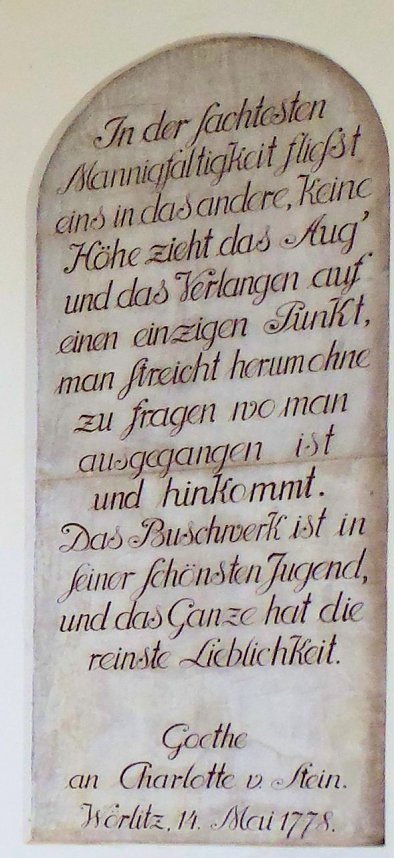 In der sachtesten
Mannigfaltigkeit fliesst
eins in das andere, keine
Höhe zieht das Aug'
und das Verlangen auf
einen einzigen Punkt,
man streicht herum ohne
zu fragen wo man
ausgegangen ist
und hinkommt.
Das Buschwerk ist in
seiner schönsten Jugend,
und das Ganze hat die
reinste Lieblichkeit.
Goethe
an Charlotte v. Stein.
Wörlitz, 14. Mai 1778.